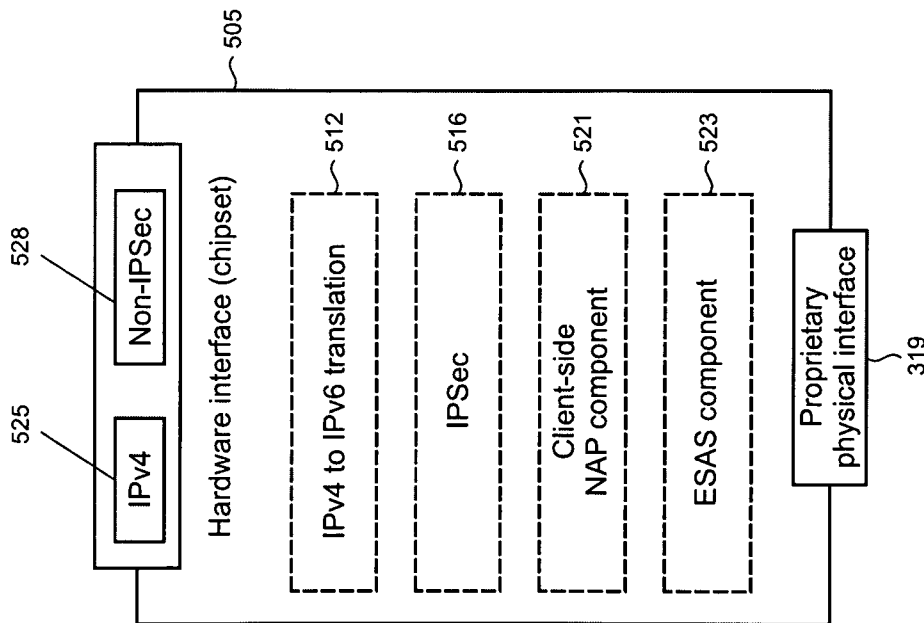 528
525
Non-IPSec
IPv4
505
Hardware interface (chipset)
IPv4 to IPv6 translation
512
IPSec
516
Client-side
NAP component
521
ESAS component
523
Proprietary
physical interface
319